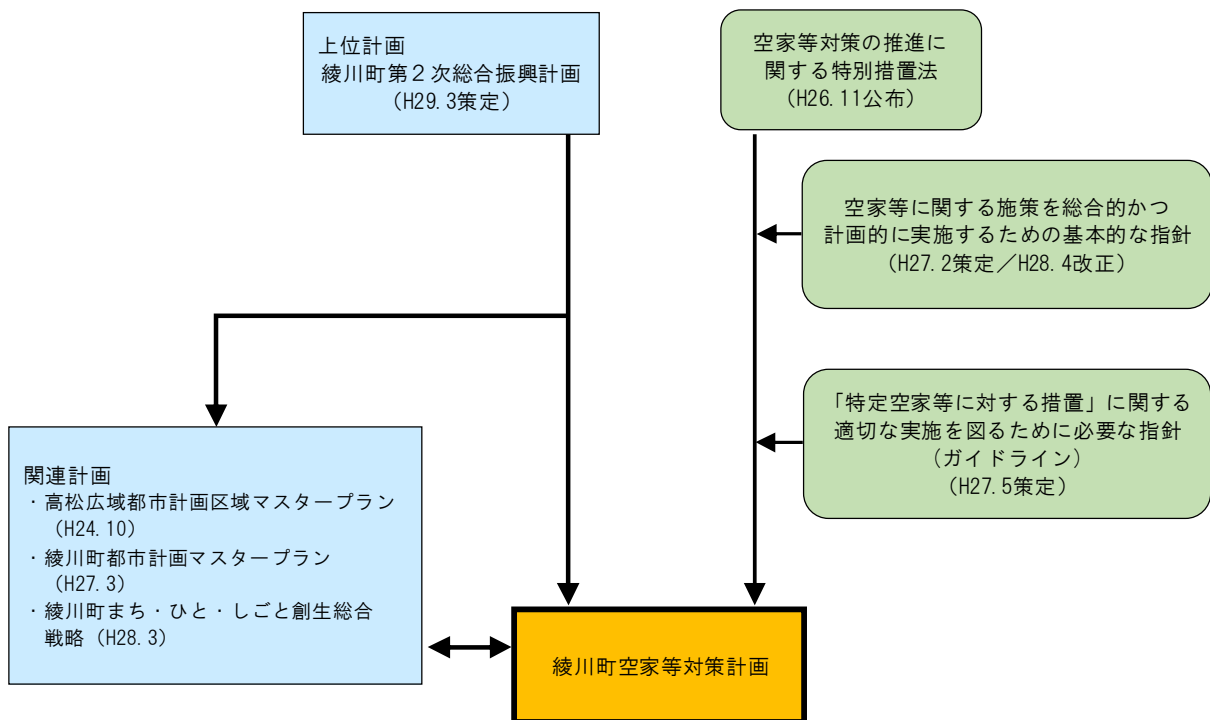 上位計画
綾川町第２次総合振興計画
（H29.3策定）
空家等対策の推進に
関する特別措置法
（H26.11公布）
空家等に関する施策を総合的かつ
計画的に実施するための基本的な指針
（H27.2策定／H28.4改正）
「特定空家等に対する措置」に関する
適切な実施を図るために必要な指針
（ガイドライン）
（H27.5策定）
関連計画
・高松広域都市計画区域マスタープラン
（H24.10）
・綾川町都市計画マスタープラン
（H27.3）
・綾川町まち・ひと・しごと創生総合
戦略（H28.3）
綾川町空家等対策計画